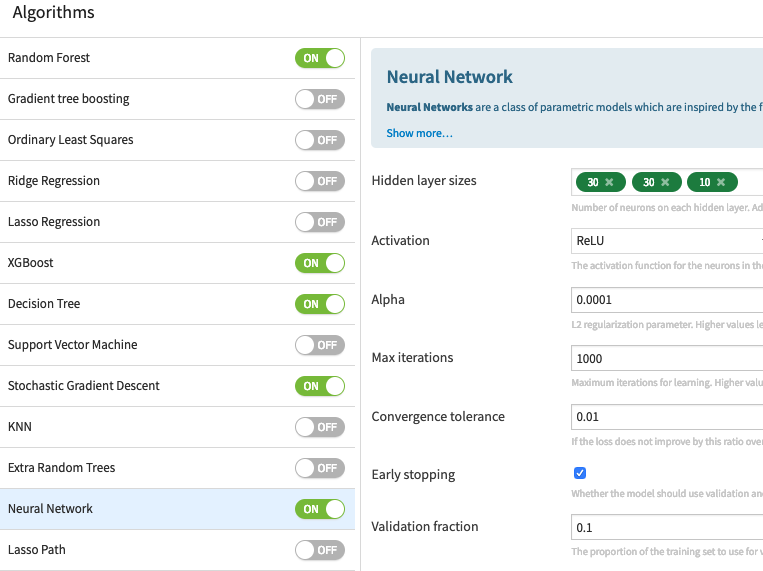 Algorithms
Random Forest ON
Gradient tree boosting OFF
Ordinary Least Squares OFF
Ridge Regression OFF
Lasso Regression OFF
XGBoost ON
Decision Tree ON
Support Vector Machine OFF
Stochastic Gradient Descent ON
KNN OFF
Extra Random Trees OFF
Neural Network ON
Lasso Path OFF
Neural Network
Neural Networks are a class of parametric models which are inspired by the
Show more...
Hidden layer sizes 30 × 30 × 10 ×
Number of neurons on each hidden layer. Ad
Activation ReLU
The activation function for the neurons in the
Alpha 0.0001
L2 regularization parameter. Higher values le
Max iterations 1000
Maximum iterations for learning. Higher valu
Convergence tolerance 0.01
If the loss does not improve by this ratio over
Early stopping
Whether the model should use validation an
Validation fraction 0.1
The proportion of the training set to use for v